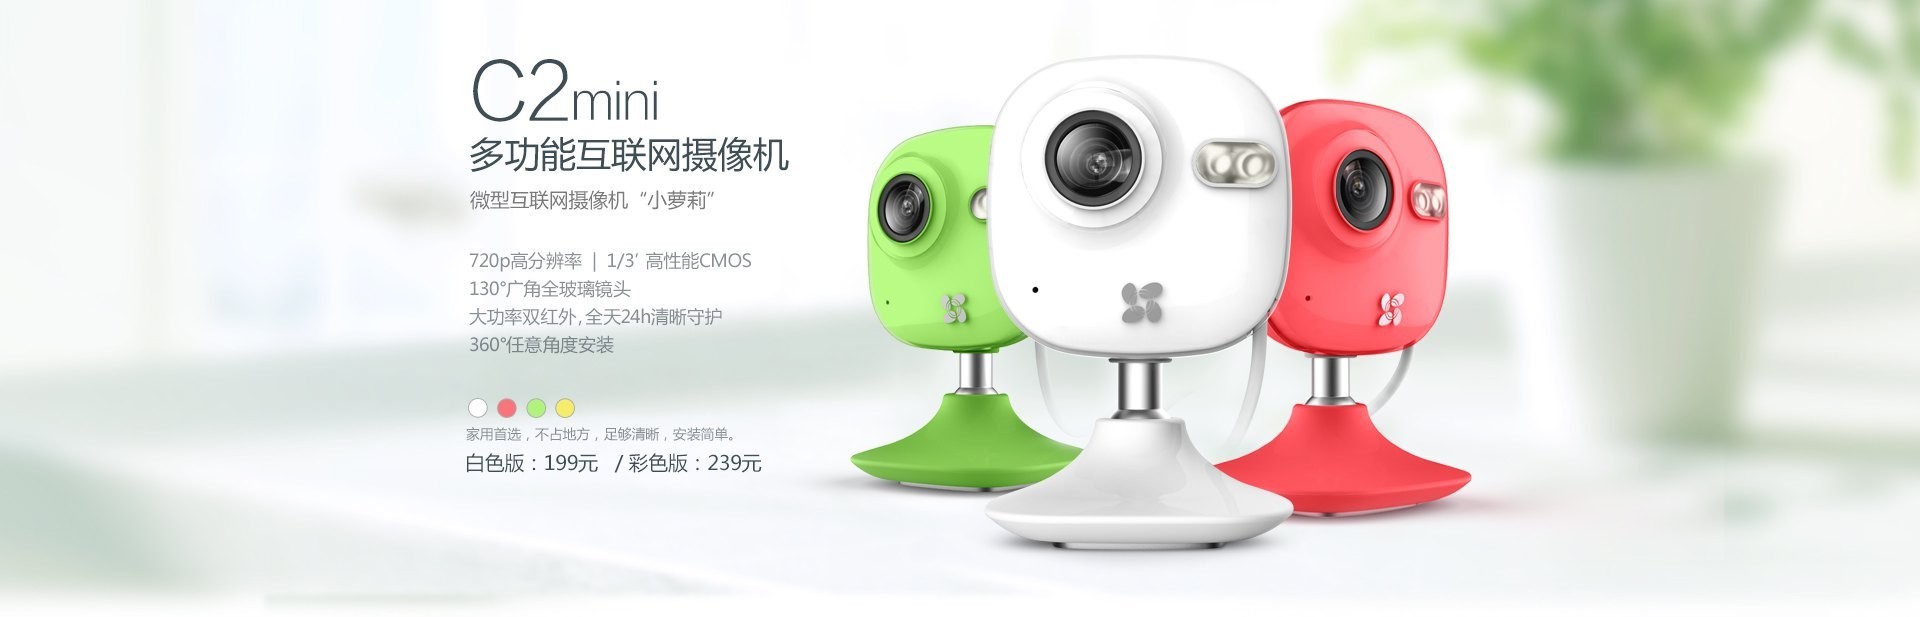 C2mini
多功能互联网摄像机
微型互联网摄像机“小萝莉”
720p高分辨率 | 1/3' 高性能CMOS
130°广角全玻璃镜头
大功率双红外,全天24h清晰守护
360°任意角度安装
家用首选，不占地方，足够清晰，安装简单。
白色版：199元 / 彩色版：239元